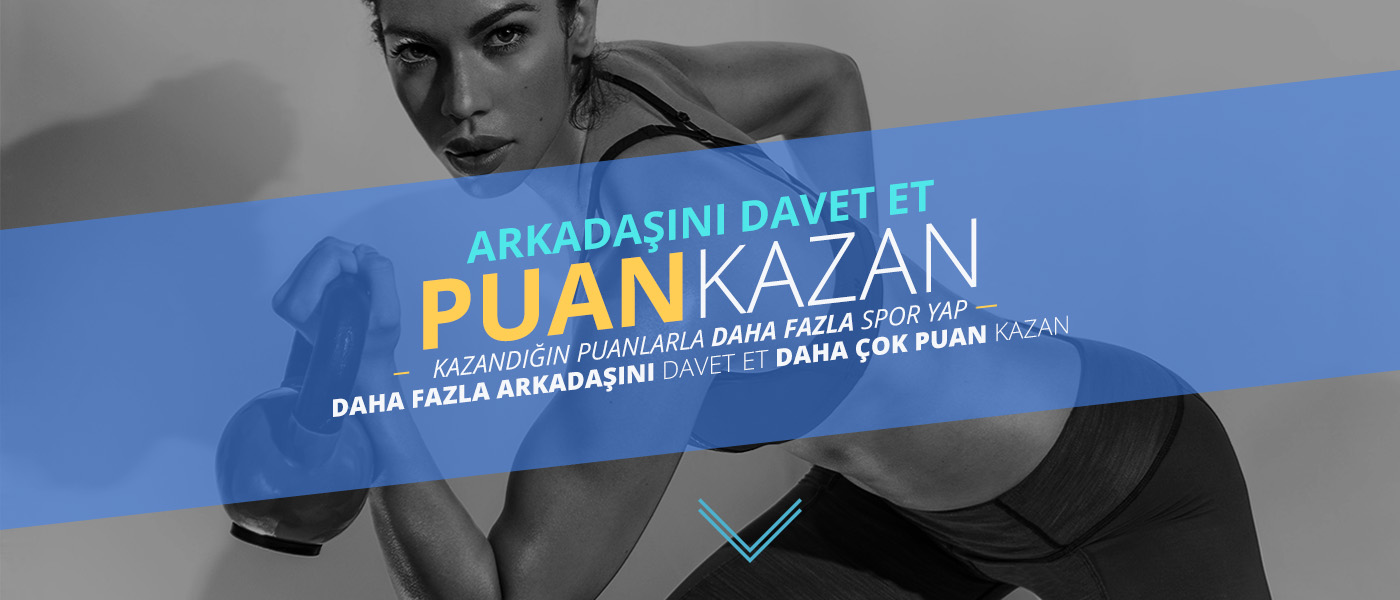 ARKADAŞINI DAVET ET
PUANKAZAN
KAZANDIĞIN PUANLARLA DAHA FAZLA SPOR YAP
DAHA FAZLA ARKADAŞINI DAVET ET DAHA ÇOK PUAN KAZAN